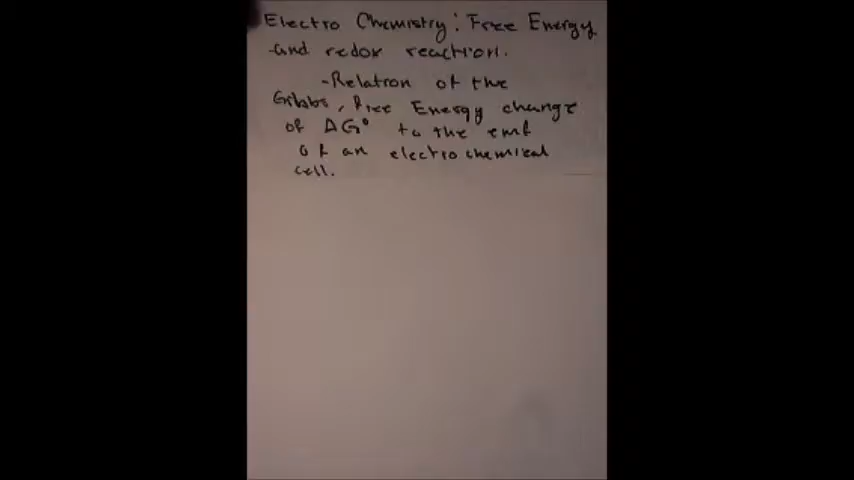 Electro Chemistry: Free Energy
and redox reaction.
-Relation of the
Gibbs, Free Energy change
of ΔG° to the emf
of an electrochemical
cell.